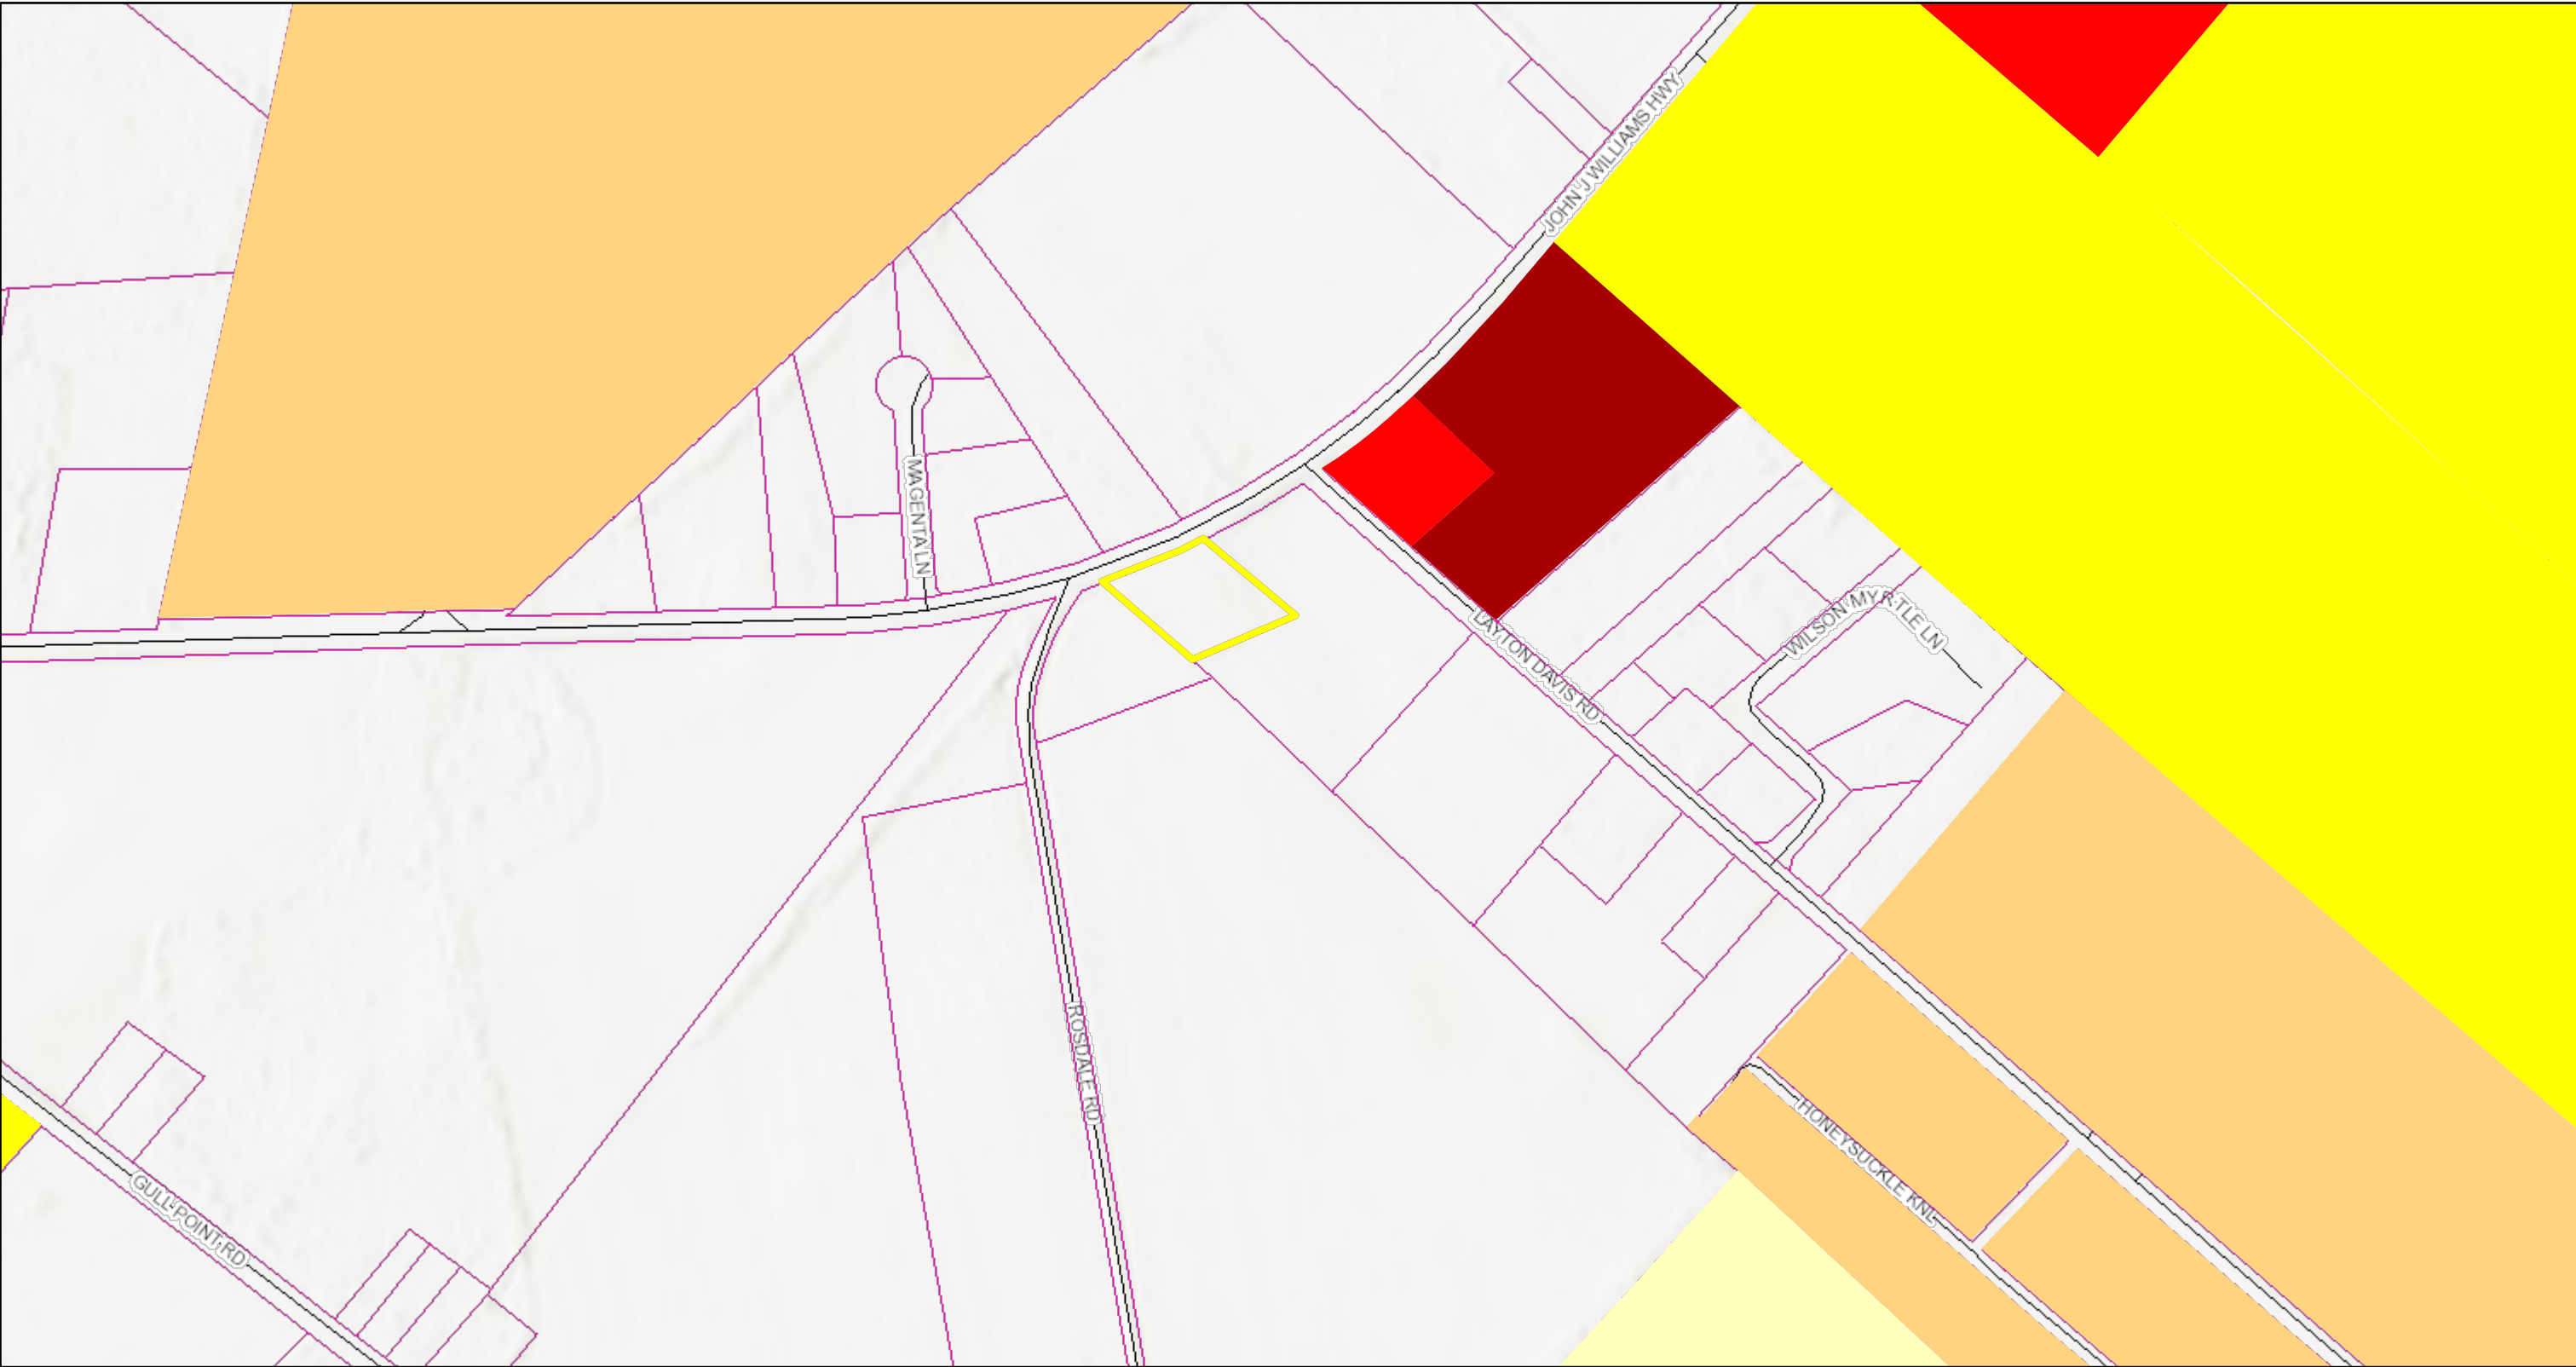 JOHN J WILLIAMS HWY
MAGENTA LN
WILSON MYRTLE LN
LAYTON DAVIS RD
ROSDALE RD
HONEYSUCKLE KNL
GULL POINT RD